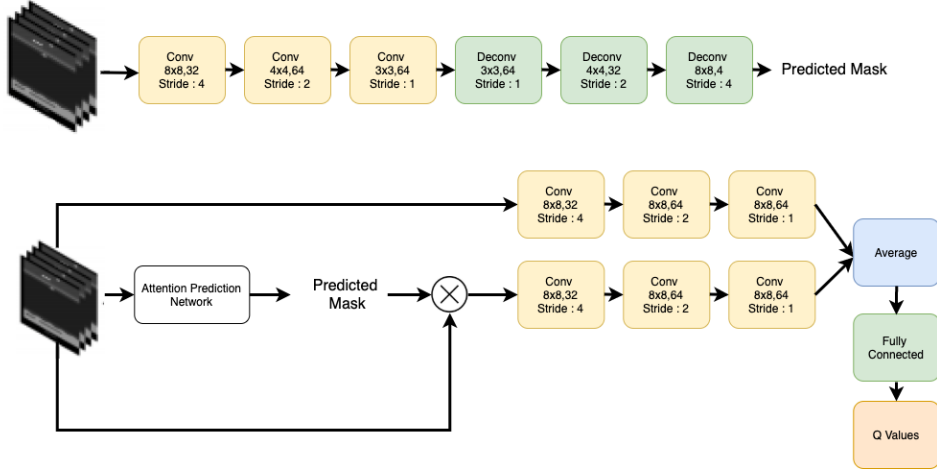 Conv
8x8,32
Stride : 4
Conv
4x4,64
Stride : 2
Conv
3x3,64
Stride : 1
Deconv
3x3,64
Stride : 1
Deconv
4x4,32
Stride : 2
Deconv
8x8,4
Stride : 4
Predicted Mask
Conv
8x8,32
Stride : 4
Conv
8x8,64
Stride : 2
Conv
8x8,64
Stride : 1
Average
Attention Prediction
Network
Predicted
Mask
Conv
8x8,32
Stride : 4
Conv
8x8,64
Stride : 2
Conv
8x8,64
Stride : 1
Fully
Connected
Q Values